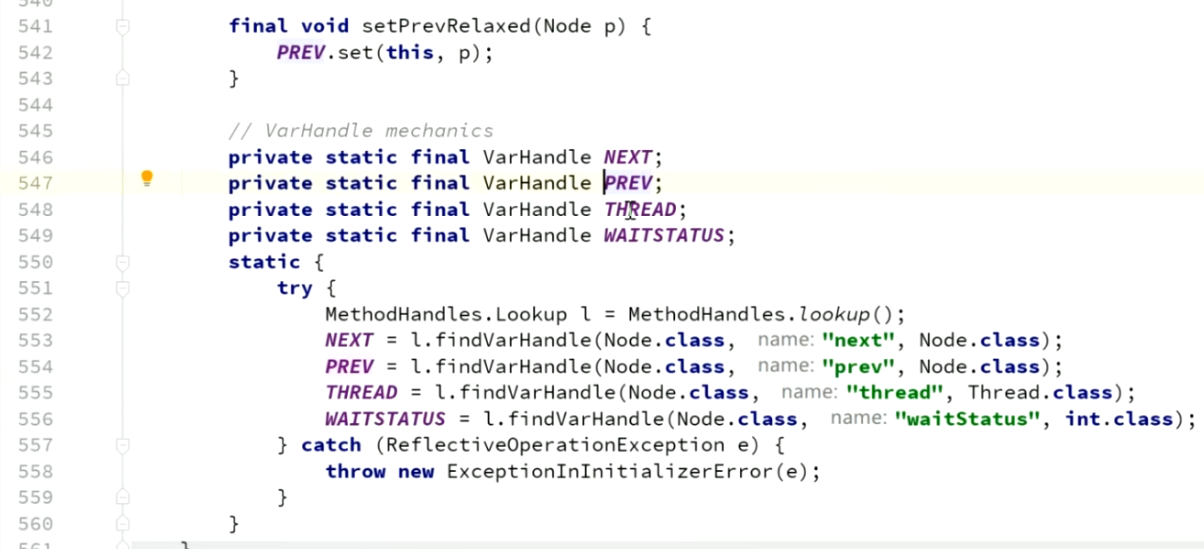 540
541 final void setPrevRelaxed(Node p) {
542 PREV.set(this, p);
543 }
544
545 // VarHandle mechanics
546 private static final VarHandle NEXT;
547 private static final VarHandle PREV;
548 private static final VarHandle THREAD;
549 private static final VarHandle WAITSTATUS;
550 static {
551 try {
552 MethodHandles.Lookup l = MethodHandles.lookup();
553 NEXT = l.findVarHandle(Node.class, name: "next", Node.class);
554 PREV = l.findVarHandle(Node.class, name: "prev", Node.class);
555 THREAD = l.findVarHandle(Node.class, name: "thread", Thread.class);
556 WAITSTATUS = l.findVarHandle(Node.class, name: "waitStatus", int.class);
557 } catch (ReflectiveOperationException e) {
558 throw new ExceptionInInitializerError(e);
559 }
560 }
561 }